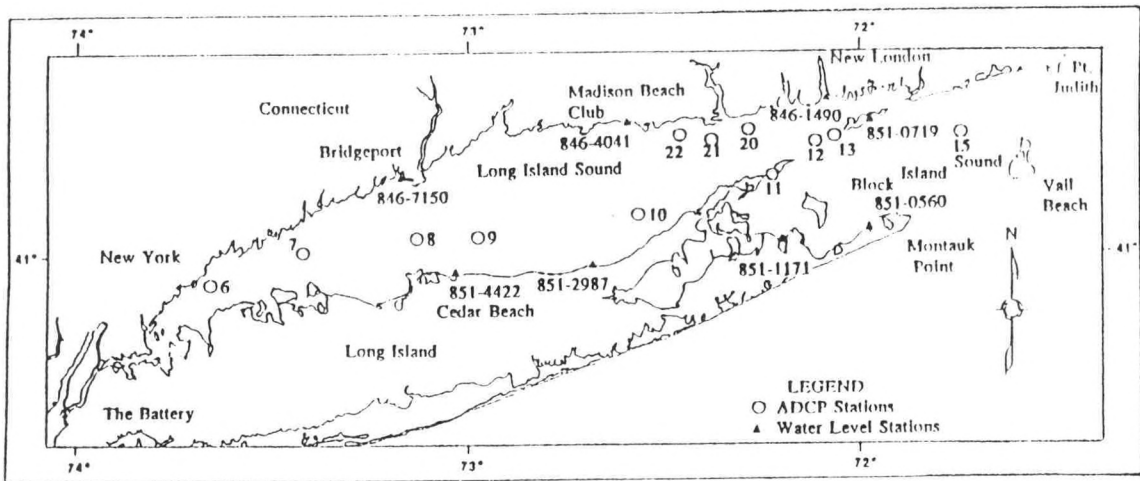 74°
73°
72°
Connecticut
Madison Beach
Club
New London
Pt.
Judith
846-1490
846-4041
851-0719
22
21
20
12
13
15
Bridgeport
Long Island Sound
846-7150
11
Block
Island
Sound
851-0560
Vail
Beach
10
New York
7
8
9
41°
6
851-4422
Cedar Beach
851-2987
851-1171
Montauk
Point
N
41°
Long Island
The Battery
LEGEND
ADCP Stations
Water Level Stations
74°
73°
72°